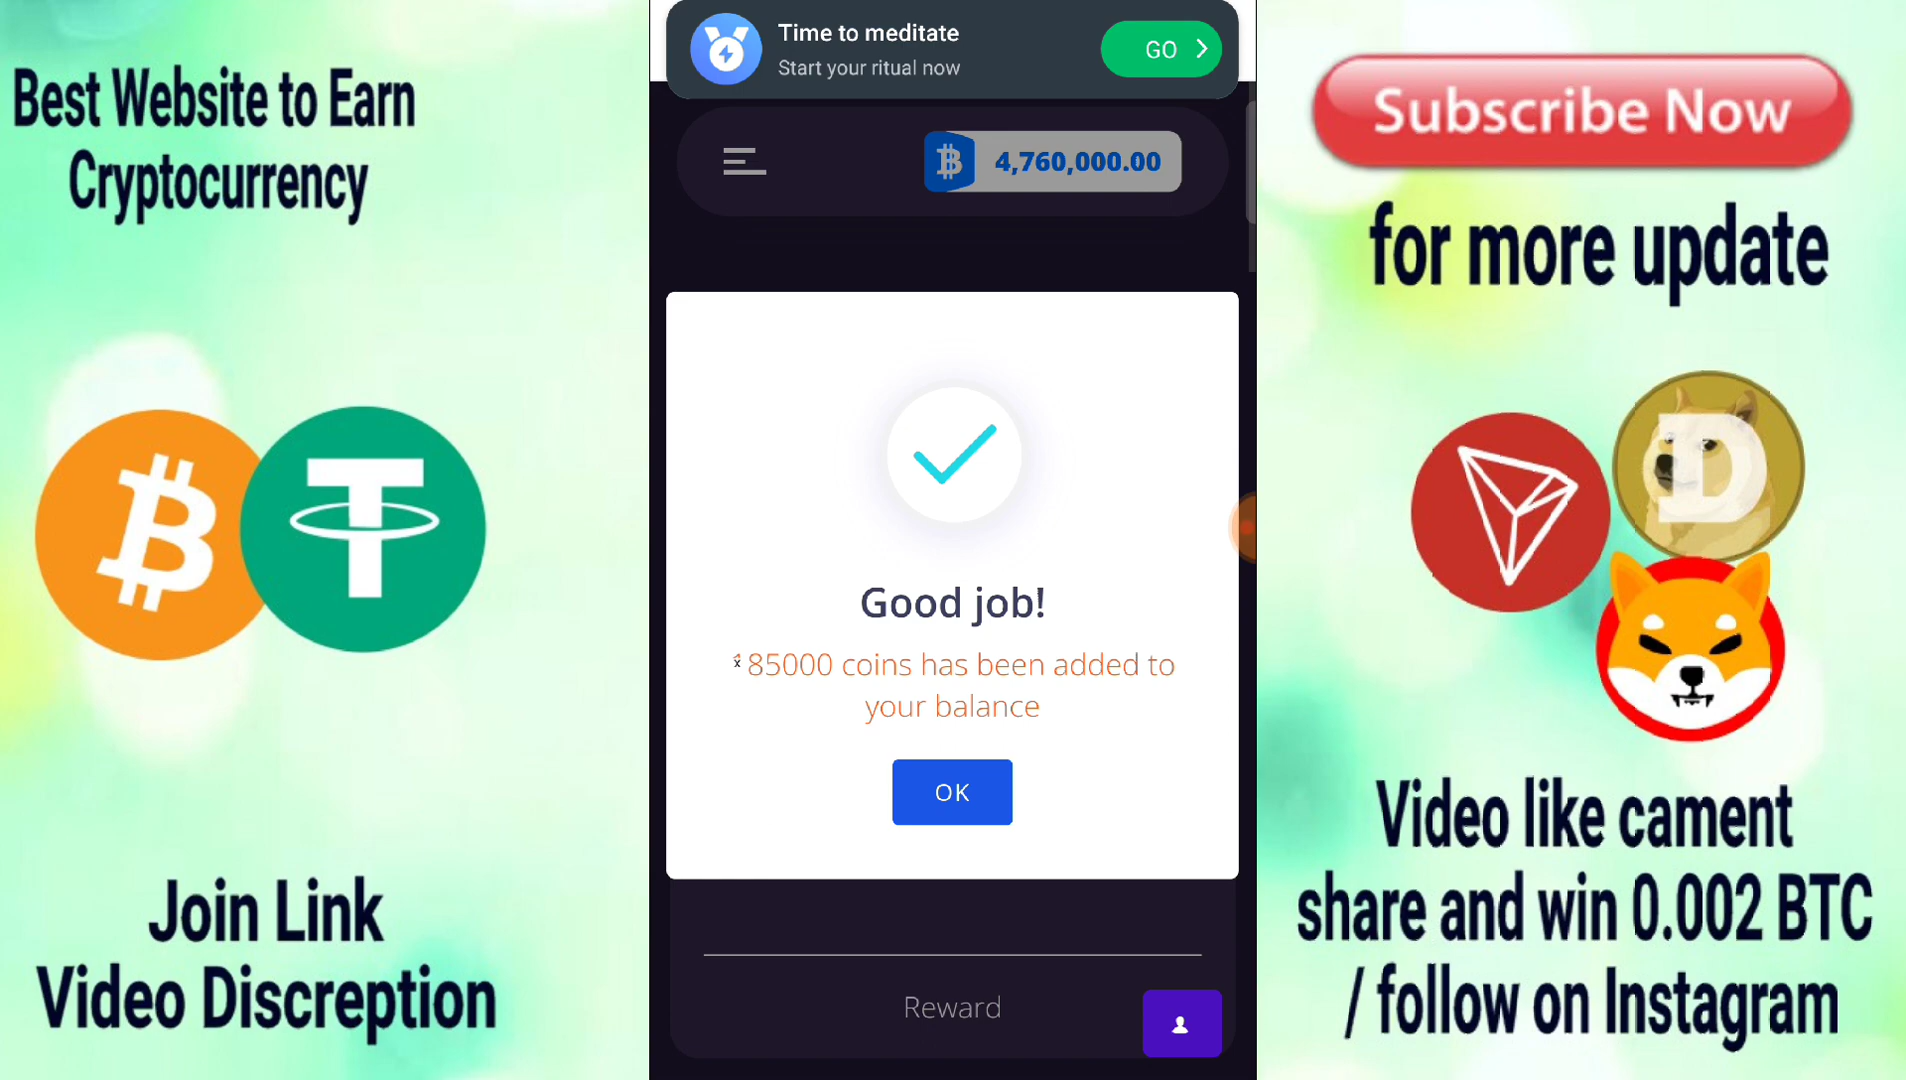 Best Website to Earn
Cryptocurrency
Join Link
Video Discreption
Time to meditate
Start your ritual now
GO
4,760,000.00
Good job!
85000 coins has been added to
your balance
OK
Reward
Subscribe Now
for more update
D
Video like cament
share and win 0.002 BTC
/ follow on Instagram